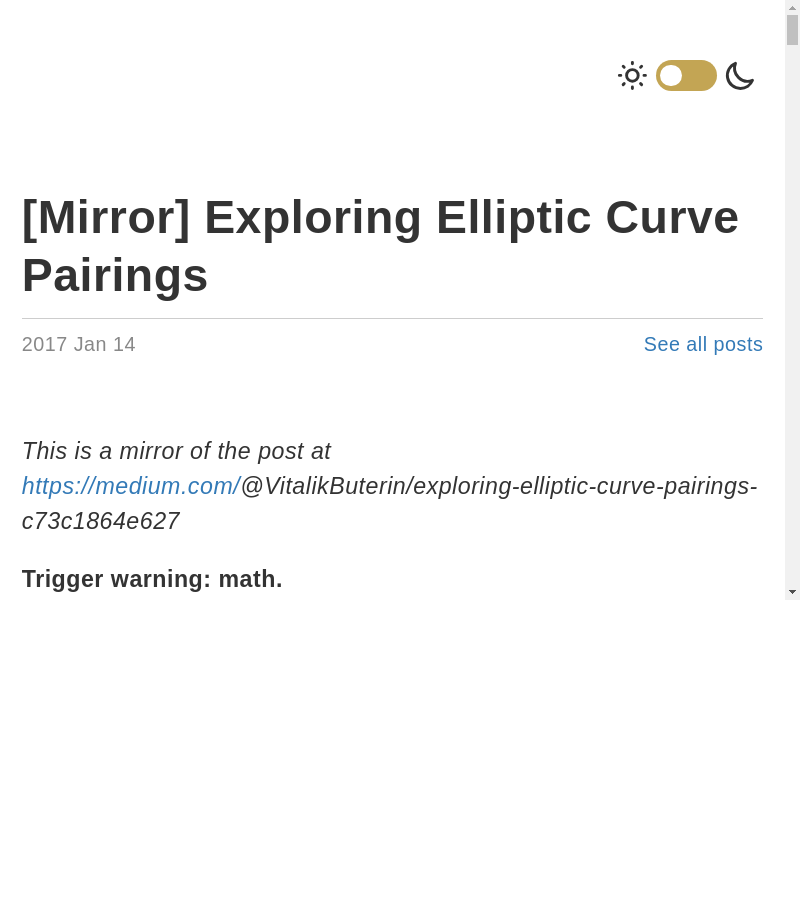 [Mirror] Exploring Elliptic Curve
Pairings
2017 Jan 14
See all posts
This is a mirror of the post at
https://medium.com/@VitalikButerin/exploring-elliptic-curve-pairings-
c73c1864e627
Trigger warning: math.